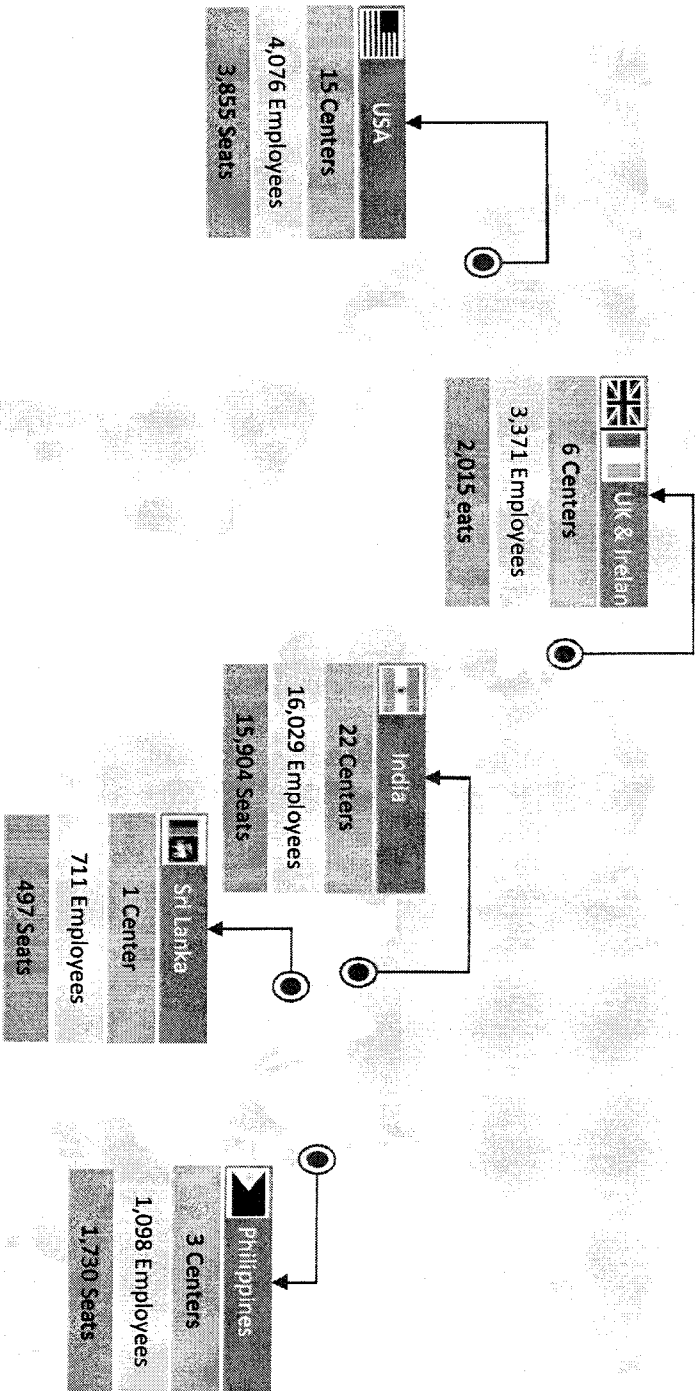 USA
15 Centers
4,076 Employees
3,855 Seats
UK & Irelan
6 Centers
3,371 Employees
2,015 eats
India
22 Centers
16,029 Employees
15,904 Seats
Sri Lanka
1 Center
711 Employees
497 Seats
Philippines
3 Centers
1,098 Employees
1,730 Seats